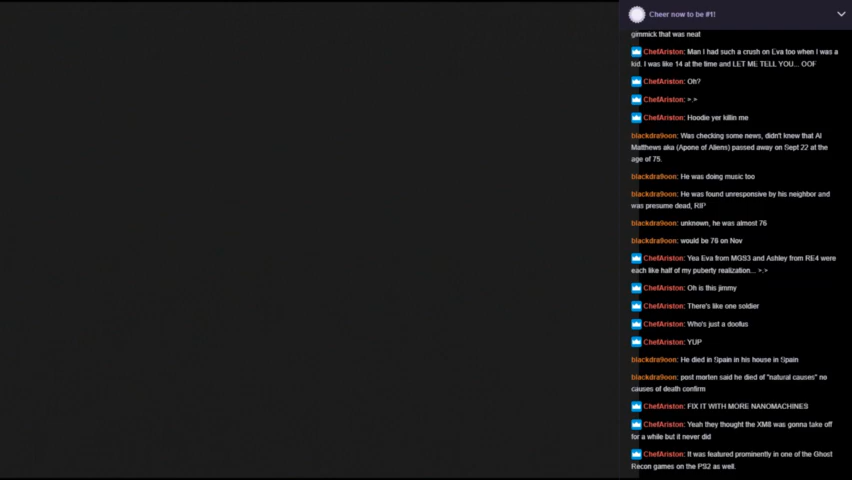 Cheer now to be #1!
gimmick that was neat
ChefAriston: Man I had such a crush on Eva too when I was a
kid. I was like 14 at the time and LET ME TELL YOU... OOF
ChefAriston: Oh?
ChefAriston: >.>
ChefAriston: Hoodie yer killin me
blackdra9oon: Was checking some news, didn't knew that Al
Matthews aka (Apone of Aliens) passed away on Sept 22 at the
age of 75.
blackdra9oon: He was doing music too
blackdra9oon: He was found unresponsive by his neighbor and
was presume dead, RIP
blackdra9oon: unknown, he was almost 76
blackdra9oon: would be 76 on Nov
ChefAriston: Yea Eva from MGS3 and Ashley from RE4 were
each like half of my puberty realization... >.>
ChefAriston: Oh is this jimmy
ChefAriston: There's like one soldier
ChefAriston: Who's just a doofus
ChefAriston: YUP
blackdra9oon: He died in Spain in his house in Spain
blackdra9oon: post morten said he died of "natural causes" no
causes of death confirm
ChefAriston: FIX IT WITH MORE NANOMACHINES
ChefAriston: Yeah they thought the XM8 was gonna take off
for a while but it never did
ChefAriston: It was featured prominently in one of the Ghost
Recon games on the PS2 as well.